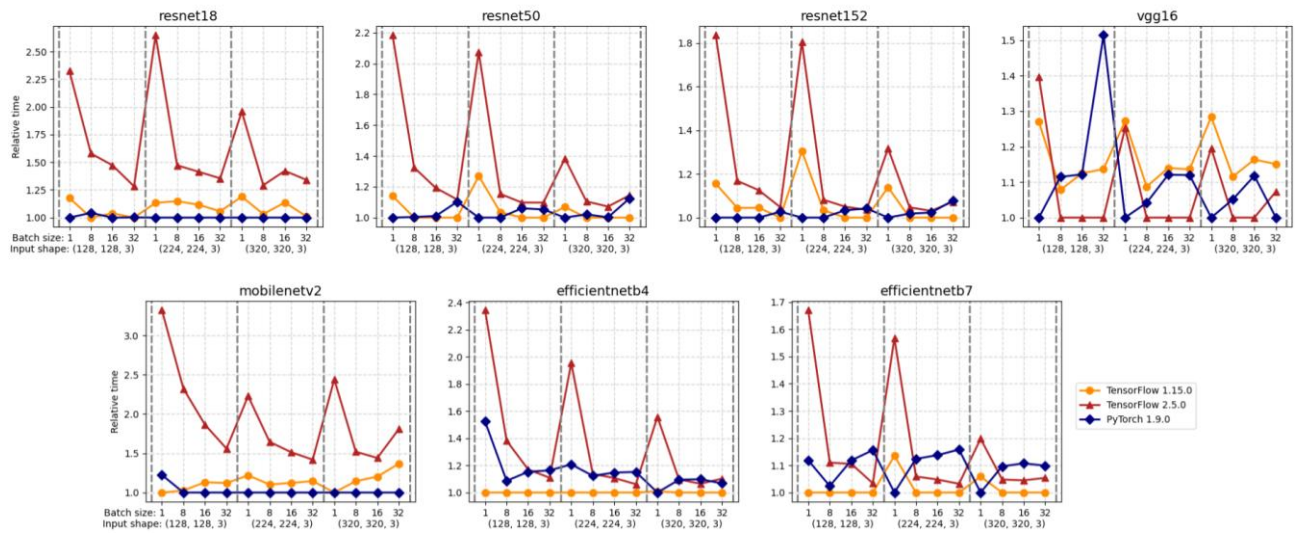 resnet18 resnet50 resnet152 vgg16
Relative time
2.50 2.2 1.8 1.5
2.25 2.0 1.4
2.00 1.8 1.6 1.3
1.75 1.6 1.4
1.50 1.4 1.2
1.25 1.2 1.2 1.1
1.00 1.0 1.0 1.0
Batch size: 1 8 16 32 1 8 16 32 1 8 16 32 1 8 16 32 1 8 16 32 1 8 16 32 1 8 16 32 1 8 16 32 1 8 16 32 1 8 16 32 1 8 16 32 1 8 16 32
Input shape: (128, 128, 3) (224, 224, 3) (320, 320, 3) (128, 128, 3) (224, 224, 3) (320, 320, 3) (128, 128, 3) (224, 224, 3) (320, 320, 3) (128, 128, 3) (224, 224, 3) (320, 320, 3)
mobilenetv2 efficientnetb4 efficientnetb7
Relative time
2.4 1.7
3.0 2.2 1.6
2.5 2.0 1.5
1.8 1.4
2.0 1.6 1.3
1.5 1.4 1.2
1.2 1.1
1.0 1.0 1.0
TensorFlow 1.15.0
TensorFlow 2.5.0
PyTorch 1.9.0
Batch size: 1 8 16 32 1 8 16 32 1 8 16 32 1 8 16 32 1 8 16 32 1 8 16 32 1 8 16 32 1 8 16 32 1 8 16 32
Input shape: (128, 128, 3) (224, 224, 3) (320, 320, 3) (128, 128, 3) (224, 224, 3) (320, 320, 3) (128, 128, 3) (224, 224, 3) (320, 320, 3)